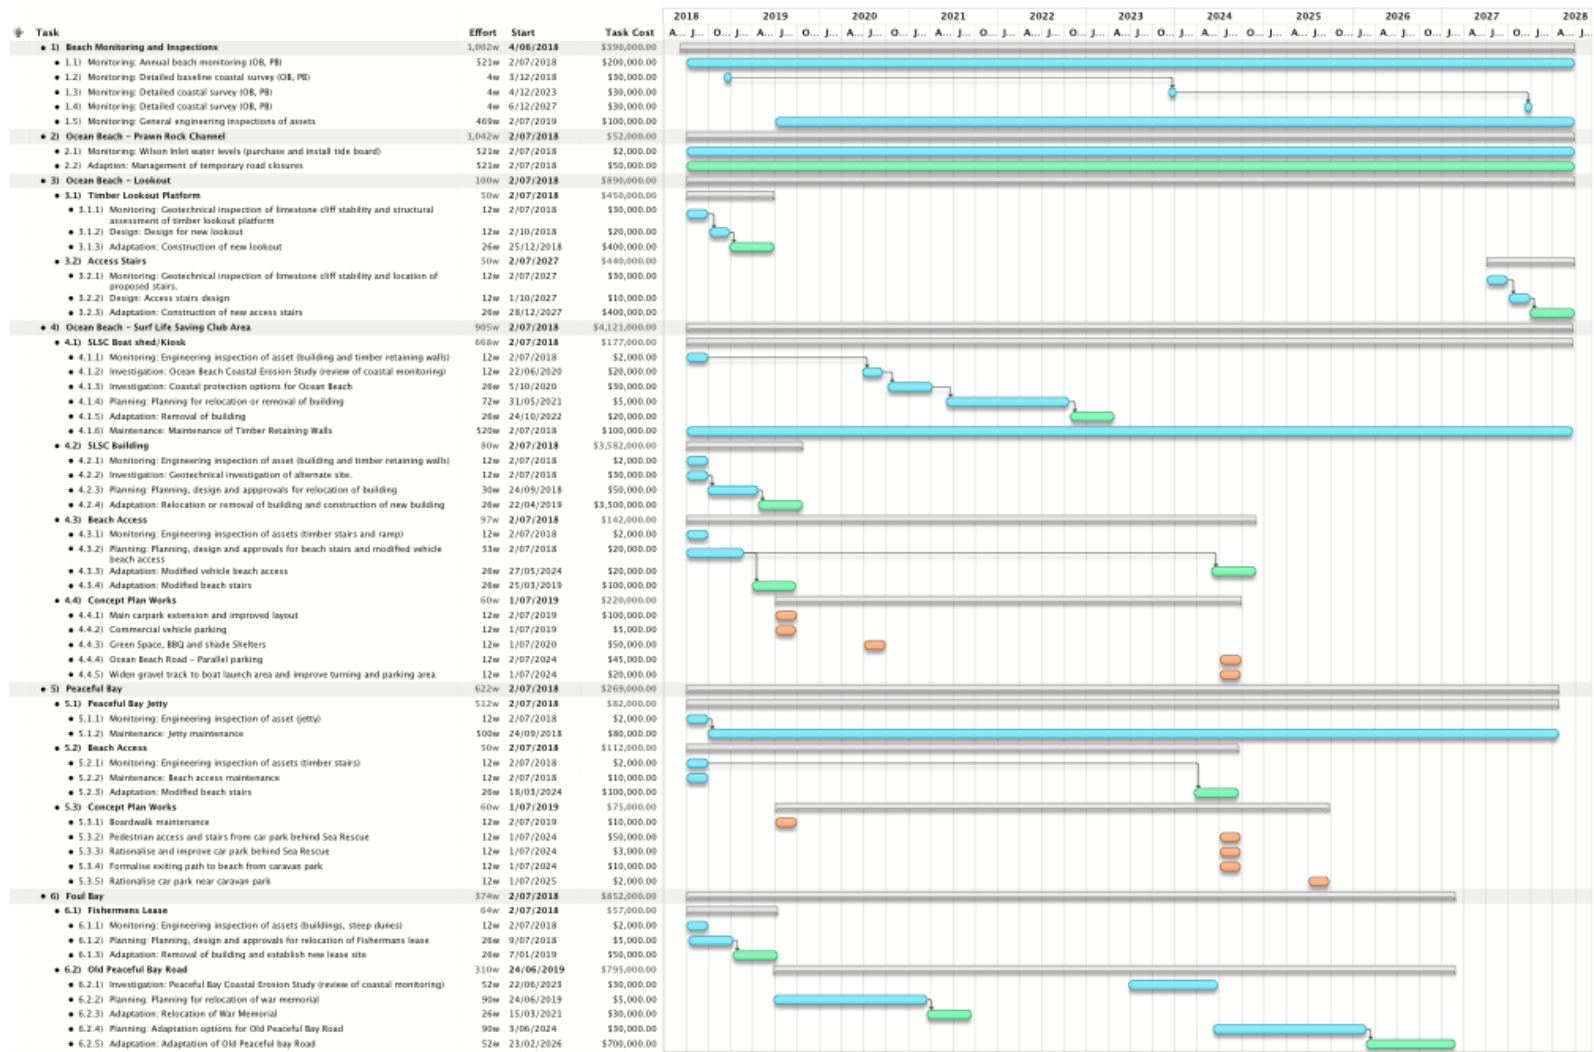 2018 2019 2020 2021 2022 2023 2024 2025 2026 2027 2028
Task Effort Start Task Cost A... J... O... J... A... J... O... J... A... J... O... J... A... J... O... J... A... J... O... J... A... J... O... J... A... J... O... J... A... J... O... J... A... J... O... J... A... J... O... J... A... J...
1) Beach Monitoring and Inspections 1,002w 4/06/2018 $390,000.00
1.1) Monitoring: Annual beach monitoring (OB, PB) 521w 2/07/2018 $200,000.00
1.2) Monitoring: Detailed baseline coastal survey (OB, PB) 4w 3/12/2018 $30,000.00
1.3) Monitoring: Detailed coastal survey (OB, PB) 4w 4/12/2023 $30,000.00
1.4) Monitoring: Detailed coastal survey (OB, PB) 4w 6/12/2027 $30,000.00
1.5) Monitoring: General engineering inspections of assets 469w 2/07/2019 $100,000.00
2) Ocean Beach – Prawn Rock Channel 1,042w 2/07/2018 $52,000.00
2.1) Monitoring: Wilson Inlet water levels (purchase and install tide board) 521w 2/07/2018 $2,000.00
2.2) Adaption: Management of temporary road closures 521w 2/07/2018 $50,000.00
3) Ocean Beach – Lookout 100w 2/07/2018 $890,000.00
3.1) Timber Lookout Platform 50w 2/07/2018 $450,000.00
3.1.1) Monitoring: Geotechnical inspection of limestone cliff stability and structural 12w 2/07/2018 $30,000.00
assessment of timber lookout platform
3.1.2) Design: Design for new lookout 12w 2/10/2018 $20,000.00
3.1.3) Adaptation: Construction of new lookout 26w 25/12/2018 $400,000.00
3.2) Access Stairs 50w 2/07/2027 $440,000.00
3.2.1) Monitoring: Geotechnical inspection of limestone cliff stability and location of 12w 2/07/2027 $30,000.00
proposed stairs.
3.2.2) Design: Access stairs design 12w 1/10/2027 $10,000.00
3.2.3) Adaptation: Construction of new access stairs 26w 28/12/2027 $400,000.00
4) Ocean Beach – Surf Life Saving Club Area 905w 2/07/2018 $4,121,000.00
4.1) SLSC Boat shed/Kiosk 668w 2/07/2018 $177,000.00
4.1.1) Monitoring: Engineering inspection of asset (building and timber retaining walls) 12w 2/07/2018 $2,000.00
4.1.2) Investigation: Ocean Beach Coastal Erosion Study (review of coastal monitoring) 12w 22/06/2020 $20,000.00
4.1.3) Investigation: Coastal protection options for Ocean Beach 26w 5/10/2020 $30,000.00
4.1.4) Planning: Planning for relocation or removal of building 72w 31/05/2021 $5,000.00
4.1.5) Adaptation: Removal of building 26w 24/10/2022 $20,000.00
4.1.6) Maintenance: Maintenance of Timber Retaining Walls 520w 2/07/2018 $100,000.00
4.2) SLSC Building 80w 2/07/2018 $3,582,000.00
4.2.1) Monitoring: Engineering inspection of asset (building and timber retaining walls) 12w 2/07/2018 $2,000.00
4.2.2) Investigation: Geotechnical investigation of alternate site. 12w 2/07/2018 $30,000.00
4.2.3) Planning: Planning, design and appprovals for relocation of building 30w 24/09/2018 $50,000.00
4.2.4) Adaptation: Relocation or removal of building and construction of new building 26w 22/04/2019 $3,500,000.00
4.3) Beach Access 97w 2/07/2018 $142,000.00
4.3.1) Monitoring: Engineering inspection of assets (timber stairs and ramp) 12w 2/07/2018 $2,000.00
4.3.2) Planning: Planning, design and approvals for beach stairs and modified vehicle 33w 2/07/2018 $20,000.00
beach access
4.3.3) Adaptation: Modified vehicle beach access 26w 27/05/2024 $20,000.00
4.3.4) Adaptation: Modified beach stairs 26w 25/03/2019 $100,000.00
4.4) Concept Plan Works 60w 1/07/2019 $220,000.00
4.4.1) Main carpark extension and improved layout 12w 2/07/2019 $100,000.00
4.4.2) Commercial vehicle parking 12w 1/07/2019 $5,000.00
4.4.3) Green Space, BBQ and shade Shelters 12w 1/07/2020 $50,000.00
4.4.4) Ocean Beach Road – Parallel parking 12w 2/07/2024 $45,000.00
4.4.5) Widen gravel track to boat launch area and improve turning and parking area 12w 1/07/2024 $20,000.00
5) Peaceful Bay 622w 2/07/2018 $269,000.00
5.1) Peaceful Bay Jetty 512w 2/07/2018 $82,000.00
5.1.1) Monitoring: Engineering inspection of asset (jetty) 12w 2/07/2018 $2,000.00
5.1.2) Maintenance: Jetty maintenance 500w 24/09/2018 $80,000.00
5.2) Beach Access 50w 2/07/2018 $112,000.00
5.2.1) Monitoring: Engineering inspection of assets (timber stairs) 12w 2/07/2018 $2,000.00
5.2.2) Maintenance: Beach access maintenance 12w 2/07/2018 $10,000.00
5.2.3) Adaptation: Modified beach stairs 26w 18/03/2024 $100,000.00
5.3) Concept Plan Works 60w 1/07/2019 $75,000.00
5.3.1) Boardwalk maintenance 12w 2/07/2019 $10,000.00
5.3.2) Pedestrian access and stairs from car park behind Sea Rescue 12w 1/07/2024 $50,000.00
5.3.3) Rationalise and improve car park behind Sea Rescue 12w 1/07/2024 $3,000.00
5.3.4) Formalise exiting path to beach from caravan park 12w 1/07/2024 $10,000.00
5.3.5) Rationalise car park near caravan park 12w 1/07/2025 $2,000.00
6) Foul Bay 374w 2/07/2018 $852,000.00
6.1) Fishermens Lease 64w 2/07/2018 $57,000.00
6.1.1) Monitoring: Engineering inspection of assets (buildings, steep dunes) 12w 2/07/2018 $2,000.00
6.1.2) Planning: Planning, design and approvals for relocation of Fishermans lease 26w 9/07/2018 $5,000.00
6.1.3) Adaptation: Removal of building and establish new lease site 26w 7/01/2019 $50,000.00
6.2) Old Peaceful Bay Road 310w 24/06/2019 $795,000.00
6.2.1) Investigation: Peaceful Bay Coastal Erosion Study (review of coastal monitoring) 52w 22/06/2023 $30,000.00
6.2.2) Planning: Planning for relocation of war memorial 90w 24/06/2019 $5,000.00
6.2.3) Adaptation: Relocation of War Memorial 26w 15/03/2021 $30,000.00
6.2.4) Planning: Adaptation options for Old Peaceful Bay Road 90w 3/06/2024 $30,000.00
6.2.5) Adaptation: Adaptation of Old Peaceful bay Road 52w 23/02/2026 $700,000.00